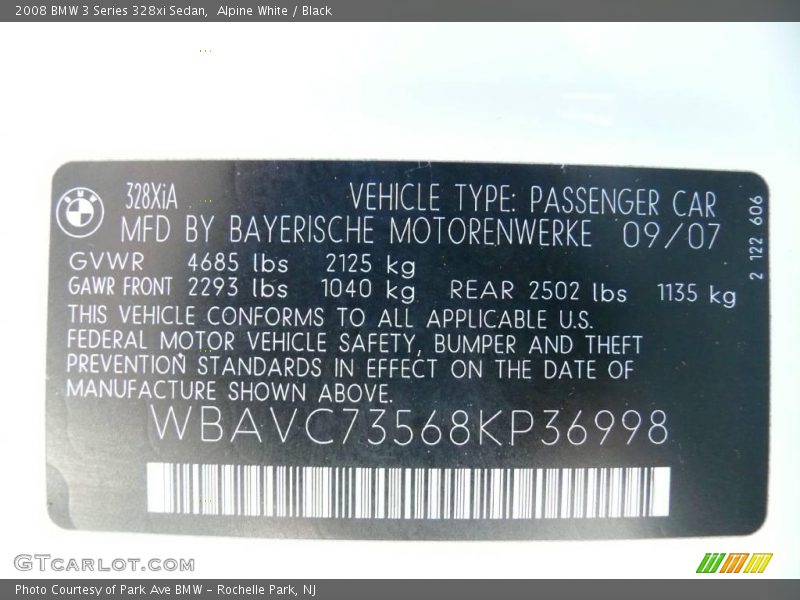 2008 BMW 3 Series 328xi Sedan, Alpine White / Black
BMW
328XiA VEHICLE TYPE: PASSENGER CAR
MFD BY BAYERISCHE MOTORENWERKE 09/07
2 122 606
GVWR 4685 lbs 2125 kg
GAWR FRONT 2293 lbs 1040 kg REAR 2502 lbs 1135 kg
THIS VEHICLE CONFORMS TO ALL APPLICABLE U.S.
FEDERAL MOTOR VEHICLE SAFETY, BUMPER AND THEFT
PREVENTION STANDARDS IN EFFECT ON THE DATE OF
MANUFACTURE SHOWN ABOVE.
WBAVC73568KP36998
GTCARLOT.COM
Photo Courtesy of Park Ave BMW - Rochelle Park, NJ